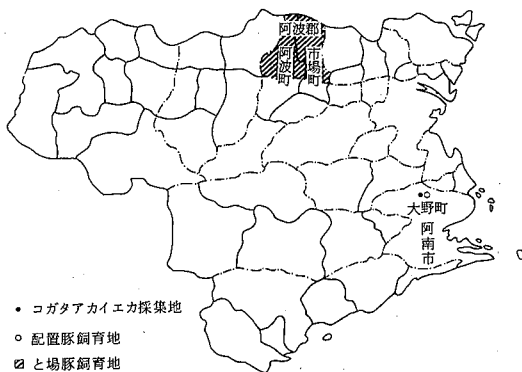 阿波郡
阿波町
市場町
大野町
阿南市
• コガタアカイエカ採集地
○ 配置豚飼育地
▨ と場豚飼育地